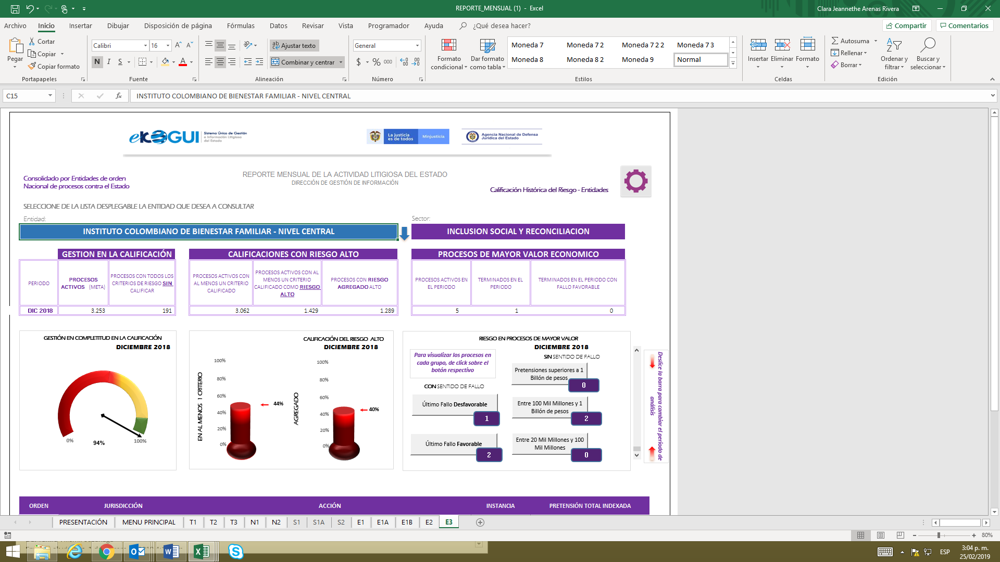 REPORTE_MENSUAL (1) - Excel
Clara Jeannethe Arenas Rivera
Archivo Inicio Insertar Dibujar Disposición de página Fórmulas Datos Revisar Vista Programador Ayuda ¿Qué desea hacer?
Compartir Comentarios
Pegar
Cortar
Copiar
Copiar formato
Portapapeles
Calibri 16
N I S
Fuente
Ajustar texto
Combinar y centrar
Alineación
General
$ % 000
Número
Formato condicional
Dar formato como tabla
Moneda 7 Moneda 7 2 Moneda 7 2 2 Moneda 7 3
Moneda 8 Moneda 8 2 Moneda 9 Normal
Estilos
Insertar Eliminar Formato
Celdas
Autosuma
Rellenar
Borrar
Ordenar y filtrar
Buscar y seleccionar
Edición
C15
fx
INSTITUTO COLOMBIANO DE BIENESTAR FAMILIAR - NIVEL CENTRAL
eKOGUI
Sistema Único de Gestión
e Información Litigiosa
del Estado
La justicia
es de todos
Minjusticia
Agencia Nacional de Defensa
Jurídica del Estado
REPORTE MENSUAL DE LA ACTIVIDAD LITIGIOSA DEL ESTADO
DIRECCIÓN DE GESTIÓN DE INFORMACIÓN
Consolidado por Entidades de orden
Nacional de procesos contra el Estado
Calificación Histórica del Riesgo - Entidades
SELECCIONE DE LA LISTA DESPLEGABLE LA ENTIDAD QUE DESEA A CONSULTAR
Entidad:
Sector:
INSTITUTO COLOMBIANO DE BIENESTAR FAMILIAR - NIVEL CENTRAL
INCLUSION SOCIAL Y RECONCILIACION
GESTION EN LA CALIFICACIÓN
CALIFICACIONES CON RIESGO ALTO
PROCESOS DE MAYOR VALOR ECONOMICO
PERIODO
PROCESOS
ACTIVOS (META)
PROCESOS CON TODOS LOS
CRITERIOS DE RIESGO SIN
CALIFICAR
PROCESOS ACTIVOS CON
AL MENOS UN CRITERIO
CALIFICADO
PROCESOS ACTIVOS CON AL
MENOS UN CRITERIO
CALIFICADO COMO RIESGO
ALTO
PROCESOS CON RIESGO
AGREGADO ALTO
PROCESOS ACTIVOS EN
EL PERIODO
TERMINADOS EN EL
PERIODO
TERMINADOS EN EL PERIODO CON
FALLO FAVORABLE
DIC 2018 3.253 191 3.062 1.429 1.289 5 1 0
GESTIÓN EN COMPLETITUD EN LA CALIFICACIÓN
DICIEMBRE 2018
0%
94%
100%
CALIFICACIÓN DEL RIESGO ALTO
DICIEMBRE 2018
EN AL MENOS 1 CRITERIO
100%
80%
60%
40%
20%
0%
44%
AGREGADO
100%
80%
60%
40%
20%
0%
40%
RIESGO EN PROCESOS DE MAYOR VALOR
DICIEMBRE 2018
Para visualizar los procesos en
cada grupo, de click sobre el
botón respectivo
CON SENTIDO DE FALLO
Último Fallo Desfavorable
1
Último Fallo Favorable
2
SIN SENTIDO DE FALLO
Pretensiones superiores a 1
Billón de pesos
0
Entre 100 Mil Millones y 1
Billón de pesos
2
Entre 20 Mil Millones y 100
Mil Millones
0
Deslice la barra para cambiar el periodo de
análisis
ORDEN JURISDICCIÓN ACCIÓN INSTANCIA PRETENSIÓN TOTAL INDEXADA
PRESENTACIÓN MENU PRINCIPAL T1 T2 T3 N1 N2 S1 S1A S2 E1 E1A E1B E2 E3
80%
ESP
3:04 p. m.
25/02/2019